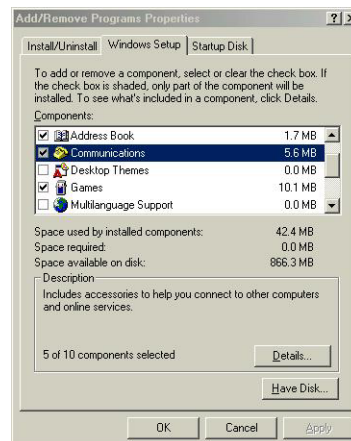 Add/Remove Programs Properties
Install/Uninstall Windows Setup Startup Disk
To add or remove a component, select or clear the check box. If
the check box is shaded, only part of the component will be
installed. To see what's included in a component, click Details.
Components:
Address Book 1.7 MB
Communications 5.6 MB
Desktop Themes 0.0 MB
Games 10.1 MB
Multilanguage Support 0.0 MB
Space used by installed components: 42.4 MB
Space required: 0.0 MB
Space available on disk: 866.3 MB
Description
Includes accessories to help you connect to other computers
and online services.
5 of 10 components selected Details...
Have Disk...
OK Cancel Apply